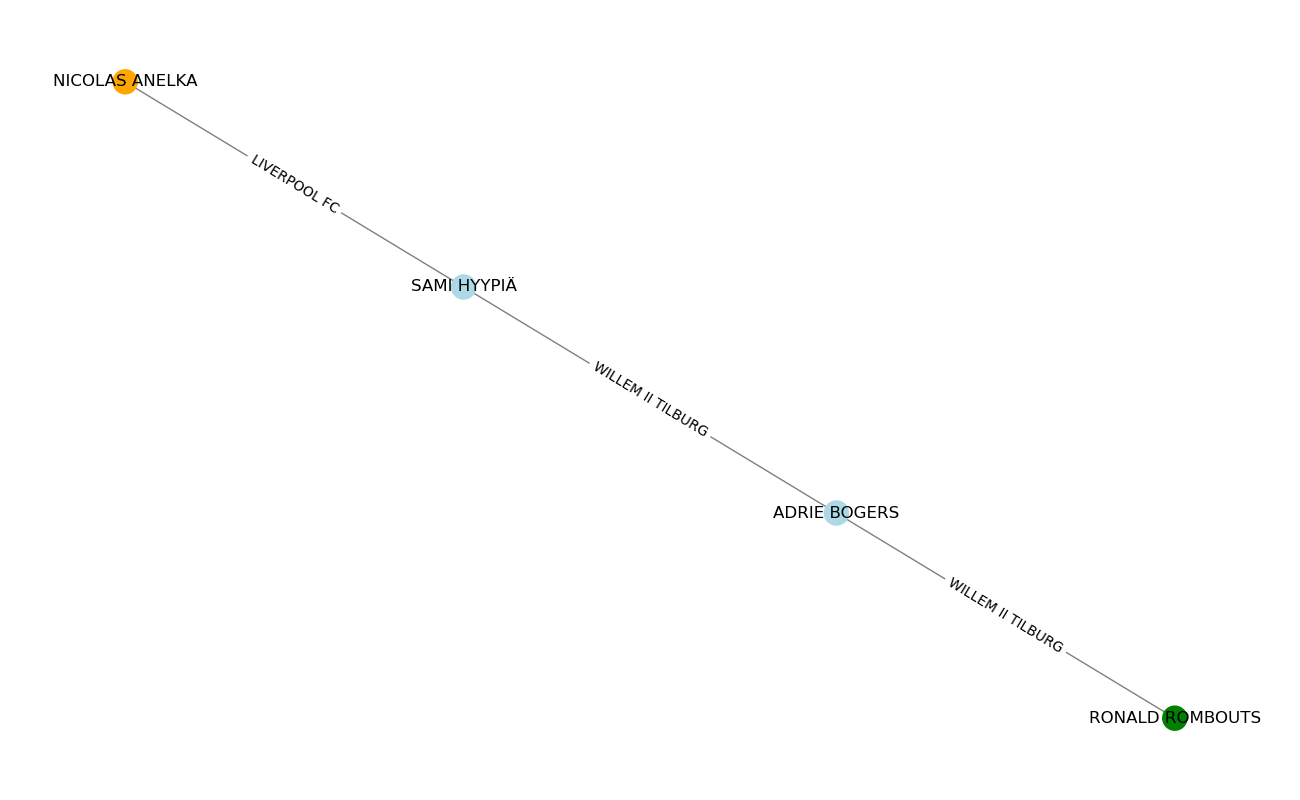 NICOLAS ANELKA
LIVERPOOL FC
SAMI HYYPIÄ
WILLEM II TILBURG
ADRIE BOGERS
WILLEM II TILBURG
RONALD ROMBOUTS